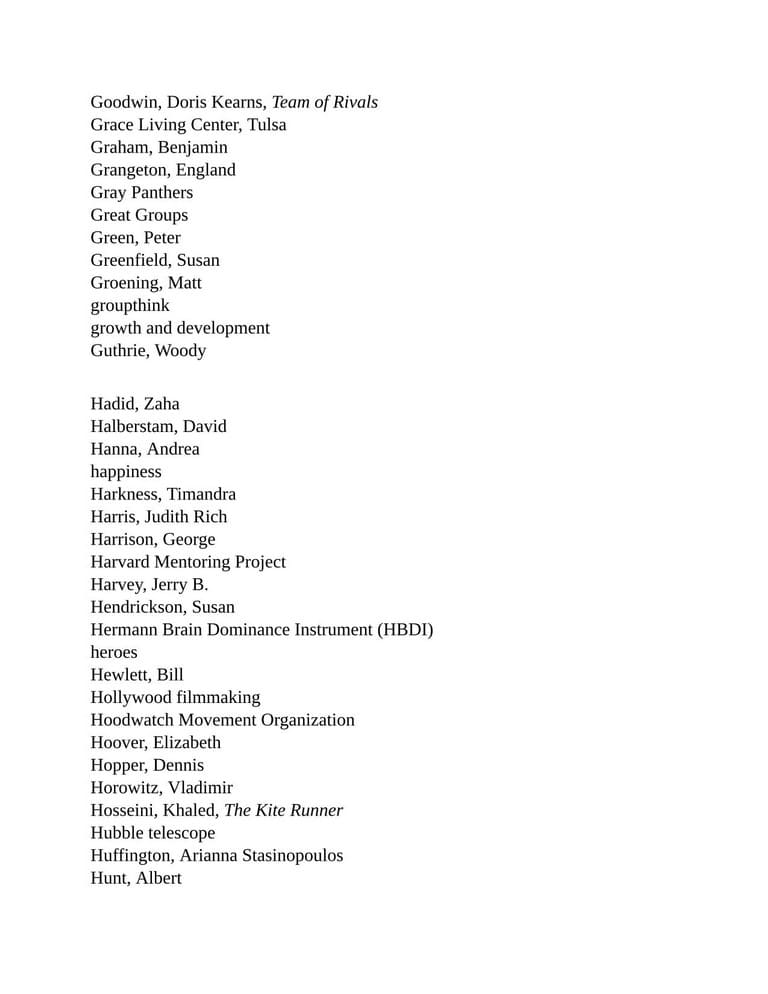 Goodwin, Doris Kearns, Team of Rivals
Grace Living Center, Tulsa
Graham, Benjamin
Grangeton, England
Gray Panthers
Great Groups
Green, Peter
Greenfield, Susan
Groening, Matt
groupthink
growth and development
Guthrie, Woody
Hadid, Zaha
Halberstam, David
Hanna, Andrea
happiness
Harkness, Timandra
Harris, Judith Rich
Harrison, George
Harvard Mentoring Project
Harvey, Jerry B.
Hendrickson, Susan
Hermann Brain Dominance Instrument (HBDI)
heroes
Hewlett, Bill
Hollywood filmmaking
Hoodwatch Movement Organization
Hoover, Elizabeth
Hopper, Dennis
Horowitz, Vladimir
Hosseini, Khaled, The Kite Runner
Hubble telescope
Huffington, Arianna Stasinopoulos
Hunt, Albert